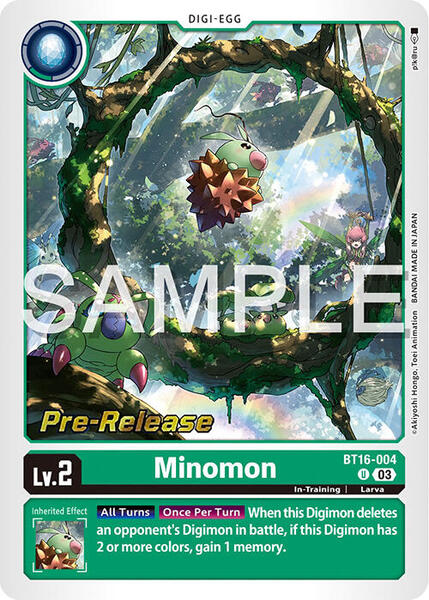 DIGI-EGG
p!k@ru
©Akiyoshi Hongo, Toei Animation BANDAI MADE IN JAPAN
SAMPLE
Pre-Release
Lv.2
Minomon
BT16-004
U 03
In-Training | Larva
Inherited Effect
All Turns Once Per Turn When this Digimon deletes
an opponent's Digimon in battle, if this Digimon has
2 or more colors, gain 1 memory.